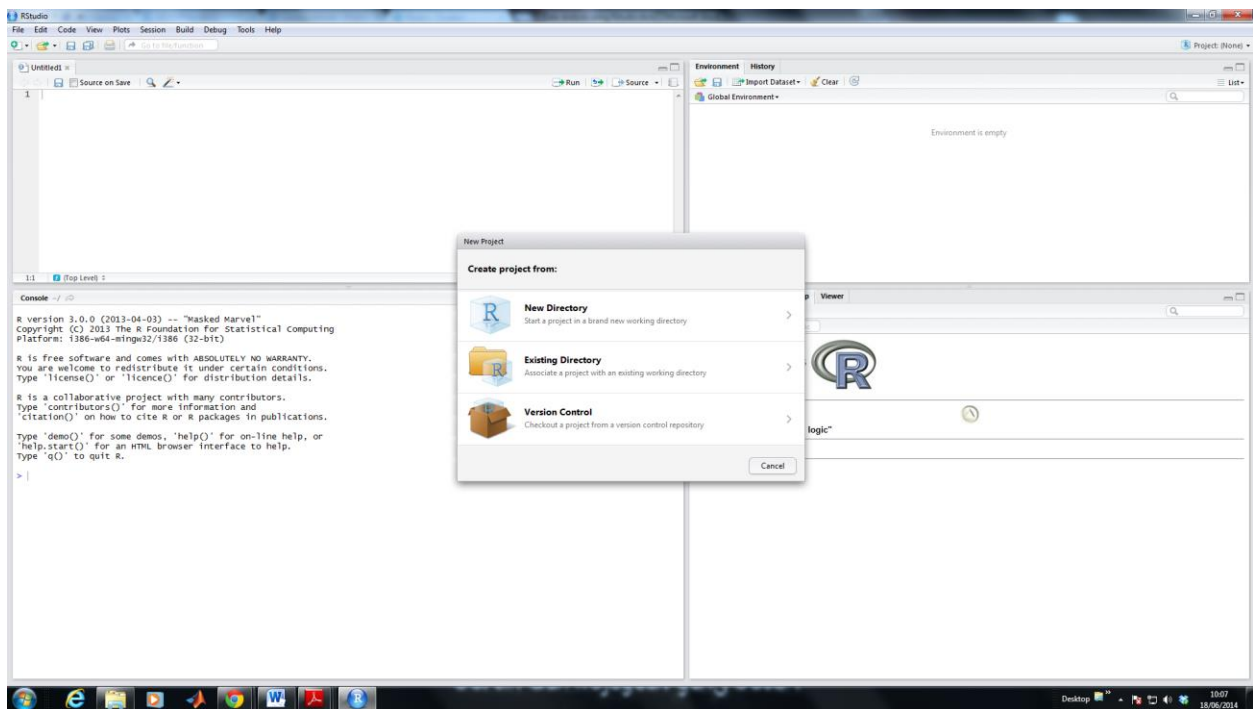 RStudio
File Edit Code View Plots Session Build Debug Tools Help
Go to file/function
Project: (None)
Untitled1
Source on Save
Run
Source
1
1:1 (Top Level)
Environment History
Import Dataset Clear
List
Global Environment
Environment is empty
New Project
Create project from:
New Directory
Start a project in a brand new working directory
Existing Directory
Associate a project with an existing working directory
Version Control
Checkout a project from a version control repository
Cancel
Console ~/
R version 3.0.0 (2013-04-03) -- "Masked Marvel"
Copyright (C) 2013 The R Foundation for Statistical Computing
Platform: i386-w64-mingw32/i386 (32-bit)
R is free software and comes with ABSOLUTELY NO WARRANTY.
You are welcome to redistribute it under certain conditions.
Type 'license()' or 'licence()' for distribution details.
R is a collaborative project with many contributors.
Type 'contributors()' for more information and
'citation()' on how to cite R or R packages in publications.
Type 'demo()' for some demos, 'help()' for on-line help, or
'help.start()' for an HTML browser interface to help.
Type 'q()' to quit R.
>
Viewer
R
logic"
Desktop
10:07
18/06/2014